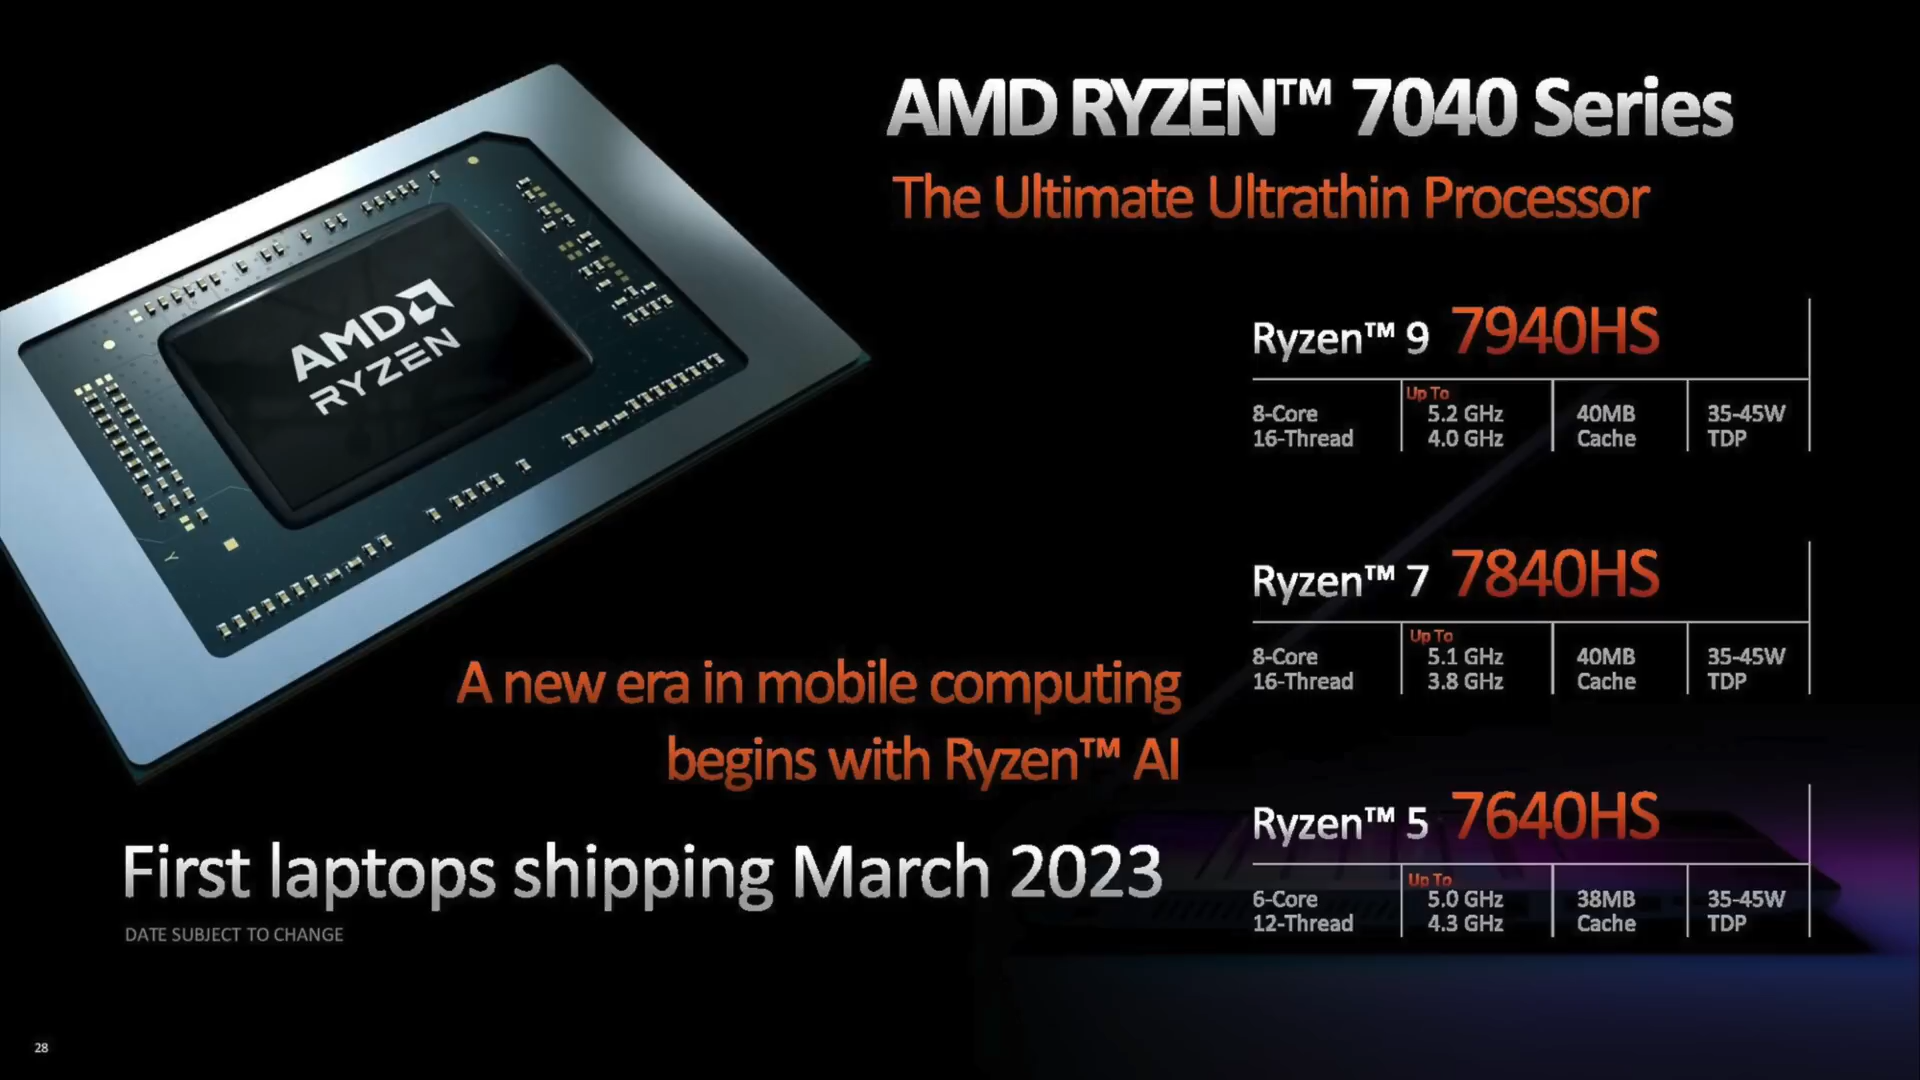 AMD RYZEN™ 7040 Series
The Ultimate Ultrathin Processor
AMD
RYZEN
Ryzen™ 9 7940HS
8-Core
16-Thread
Up To
5.2 GHz
4.0 GHz
40MB
Cache
35-45W
TDP
Ryzen™ 7 7840HS
8-Core
16-Thread
Up To
5.1 GHz
3.8 GHz
40MB
Cache
35-45W
TDP
Ryzen™ 5 7640HS
6-Core
12-Thread
Up To
5.0 GHz
4.3 GHz
38MB
Cache
35-45W
TDP
A new era in mobile computing
begins with Ryzen™ AI
First laptops shipping March 2023
DATE SUBJECT TO CHANGE
28